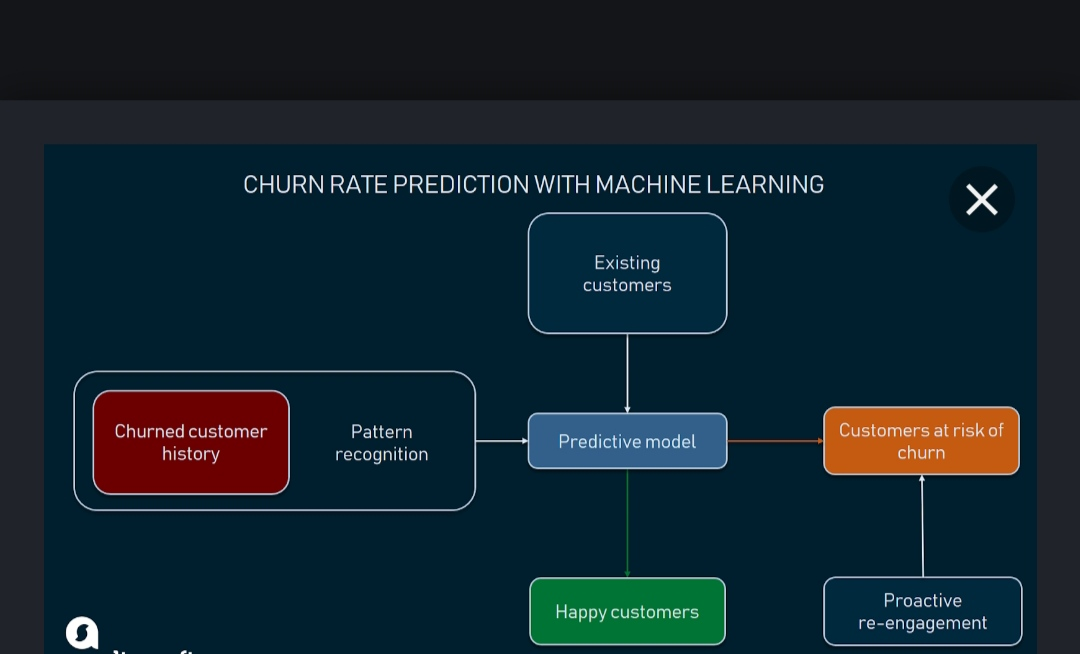 CHURN RATE PREDICTION WITH MACHINE LEARNING
Existing
customers
Churned customer
history
Pattern
recognition
Predictive model
Customers at risk of
churn
Happy customers
Proactive
re-engagement